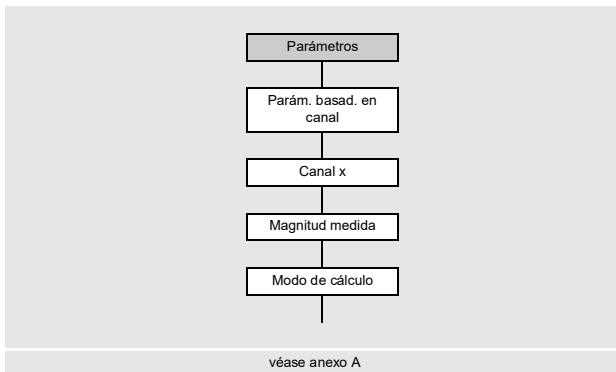 Parámetros
Parám. basad. en
canal
Canal x
Magnitud medida
Modo de cálculo
véase anexo A